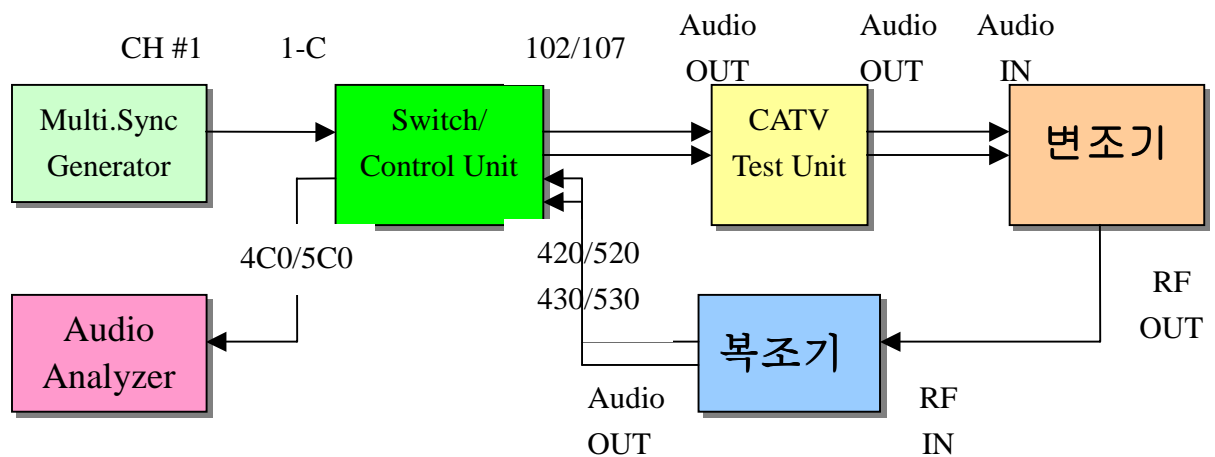 CH #1
1-C
102/107
Audio
OUT
Audio
OUT
Audio
IN
Multi.Sync
Generator
Switch/
Control Unit
CATV
Test Unit
변조기
4C0/5C0
420/520
430/530
RF
OUT
Audio
Analyzer
복조기
Audio
OUT
RF
IN